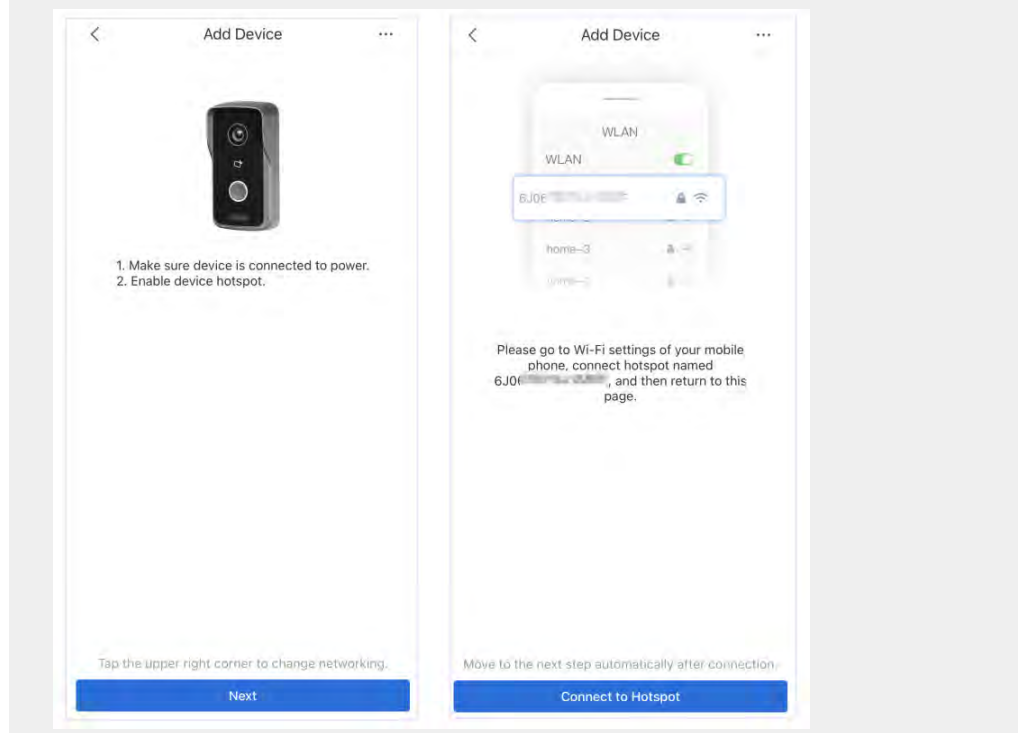 Add Device
1. Make sure device is connected to power.
2. Enable device hotspot.
Tap the upper right corner to change networking.
Next
Add Device
WLAN
WLAN
home–3
Please go to Wi-Fi settings of your mobile
phone, connect hotspot named
, and then return to this
page.
Move to the next step automatically after connection.
Connect to Hotspot